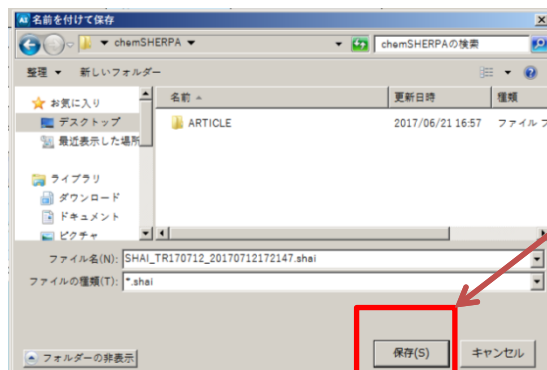 AI 名前を付けて保存
chemSHERPA
chemSHERPAの検索
整理 新しいフォルダー
名前 更新日時 種類
お気に入り
デスクトップ
最近表示した場所
ライブラリ
ダウンロード
ドキュメント
ピクチャ
ARTICLE 2017/06/21 16:57 ファイル フ
ファイル名(N): SHAI_TR170712_20170712172147.shai
ファイルの種類(T): *.shai
フォルダーの非表示 保存(S) キャンセル